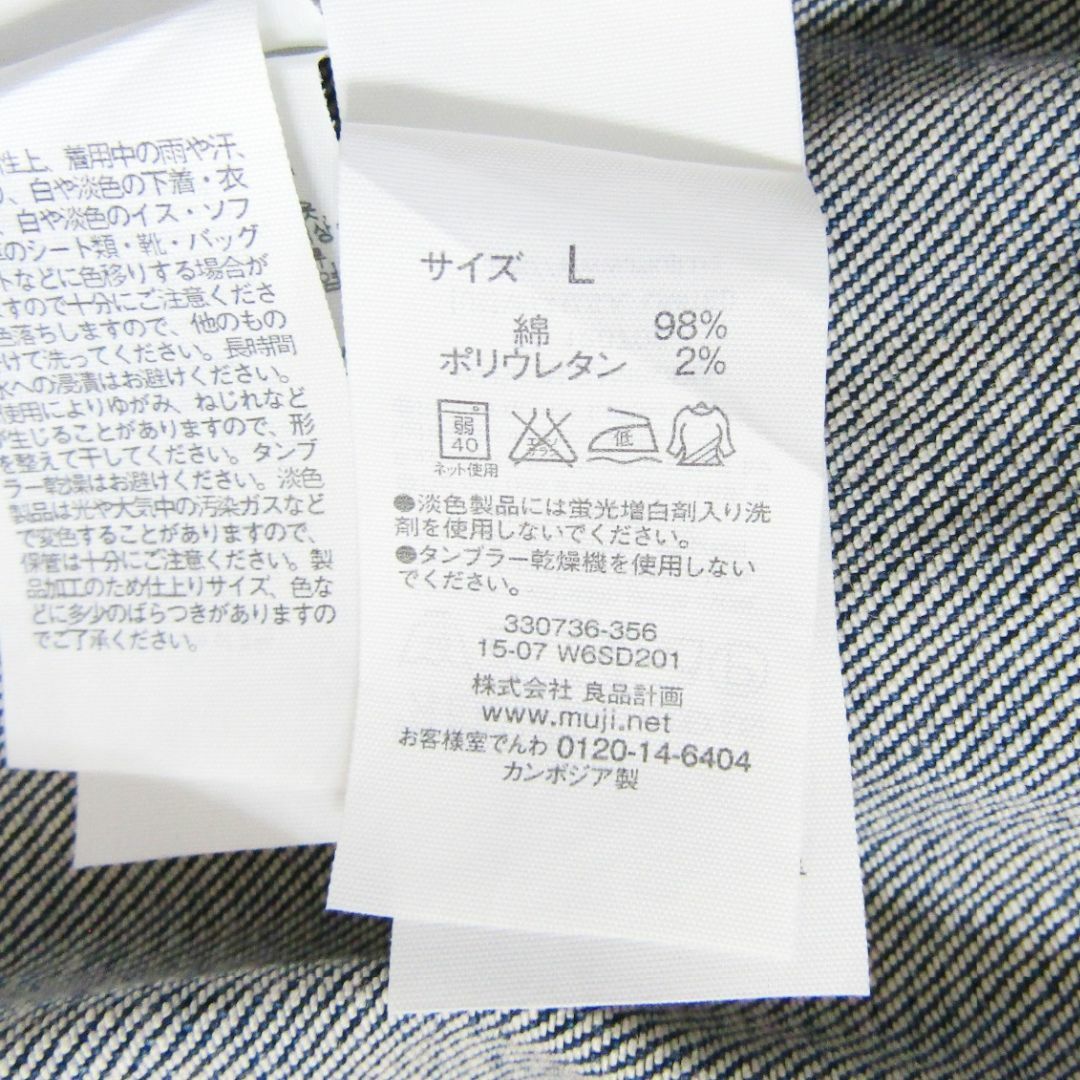 性上、着用中の雨や汗、
、白や淡色の下着・衣
、白や淡色のイス・ソフ
のシート類・靴・バッグ
トなどに色移りする場合が
ますので十分にご注意くださ
色落ちしますので、他のもの
けて洗ってください。長時間
水への浸漬はお避けください。
使用によりゆがみ、ねじれなど
が生じることがありますので、形
を整えて干してください。タンブ
ラー乾燥はお避けください。淡色
製品は光や大気中の汚染ガスなど
で変色することがありますので、
保管は十分にご注意ください。製
品加工のため仕上りサイズ、色な
どに多少のばらつきがありますの
でご了承ください。
サイズ L
綿 98%
ポリウレタン 2%
弱
40
ネット使用
エンソ
サラシ
低
●淡色製品には蛍光増白剤入り洗
剤を使用しないでください。
●タンブラー乾燥機を使用しない
でください。
330736-356
15-07 W6SD201
株式会社 良品計画
www.muji.net
お客様室でんわ 0120-14-6404
カンボジア製